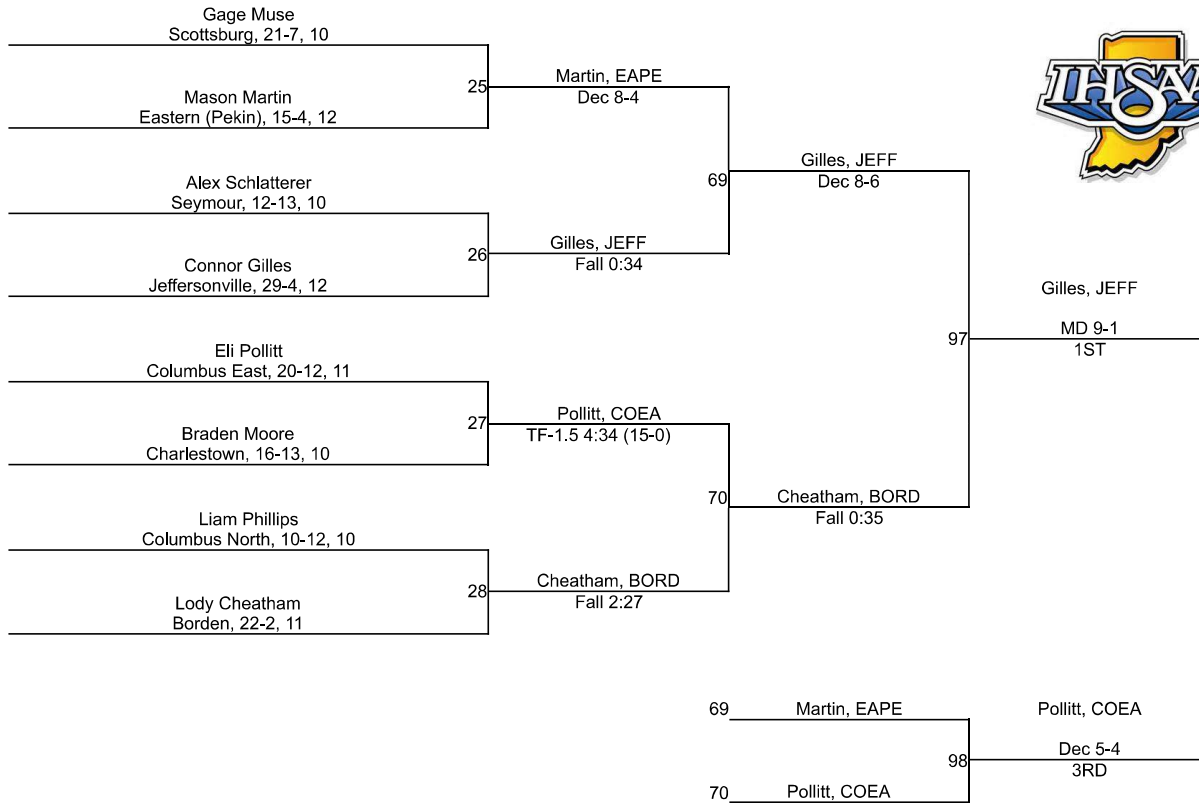 Gage Muse
Scottsburg, 21-7, 10
25
Martin, EAPE
Dec 8-4
Mason Martin
Eastern (Pekin), 15-4, 12
IHSAA
69
Gilles, JEFF
Dec 8-6
Alex Schlatterer
Seymour, 12-13, 10
26
Gilles, JEFF
Fall 0:34
Connor Gilles
Jeffersonville, 29-4, 12
Gilles, JEFF
97
MD 9-1
1ST
Eli Pollitt
Columbus East, 20-12, 11
27
Pollitt, COEA
TF-1.5 4:34 (15-0)
Braden Moore
Charlestown, 16-13, 10
70
Cheatham, BORD
Fall 0:35
Liam Phillips
Columbus North, 10-12, 10
28
Cheatham, BORD
Fall 2:27
Lody Cheatham
Borden, 22-2, 11
69
Martin, EAPE
Pollitt, COEA
98
Dec 5-4
3RD
70
Pollitt, COEA